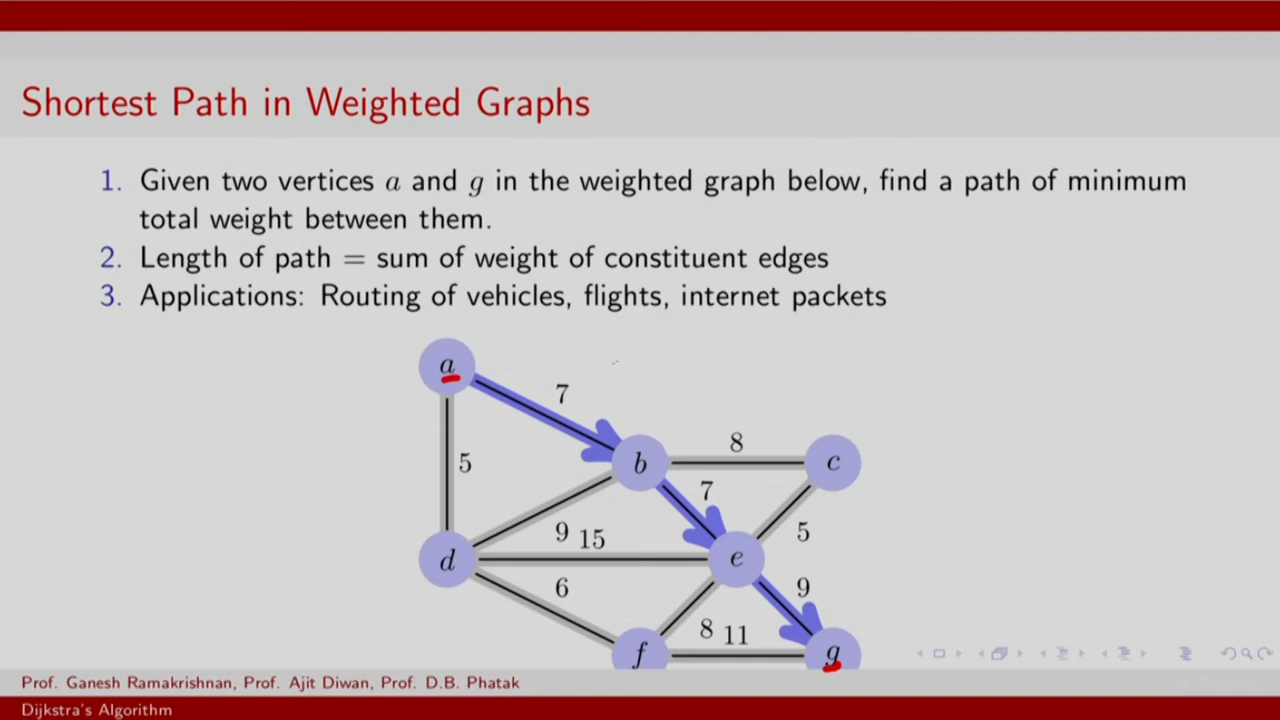 Shortest Path in Weighted Graphs
1. Given two vertices a and g in the weighted graph below, find a path of minimum
total weight between them.
2. Length of path = sum of weight of constituent edges
3. Applications: Routing of vehicles, flights, internet packets
a
7
8
b
c
5
7
9 15
5
d
e
6
9
8 11
f
g
Prof. Ganesh Ramakrishnan, Prof. Ajit Diwan, Prof. D.B. Phatak
Dijkstra's Algorithm